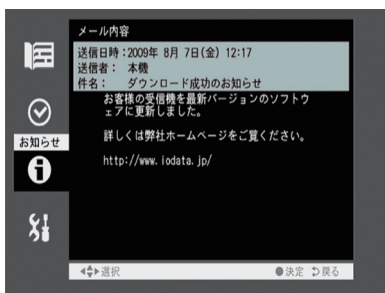 メール内容
送信日時:2009年 8月 7日(金) 12:17
送信者: 本機
件名: ダウンロード成功のお知らせ
お客様の受信機を最新バージョンのソフトウ
ェアに更新しました。
詳しくは弊社ホームページをご覧ください。
http://www.iodata.jp/
お知らせ
選択
決定 戻る